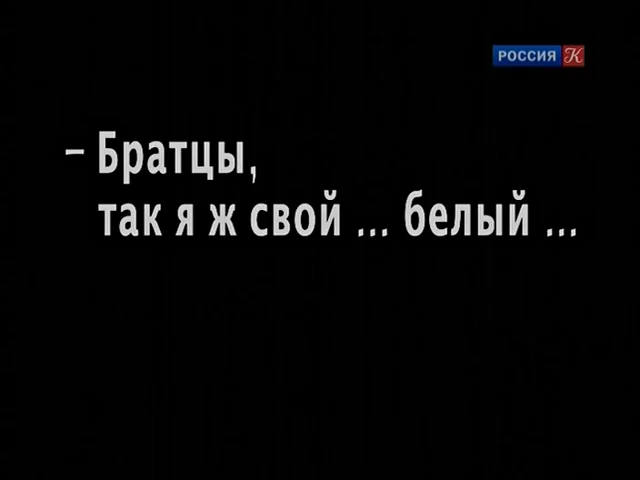 РОССИЯ К
– Братцы,
так я ж свой ... белый ...